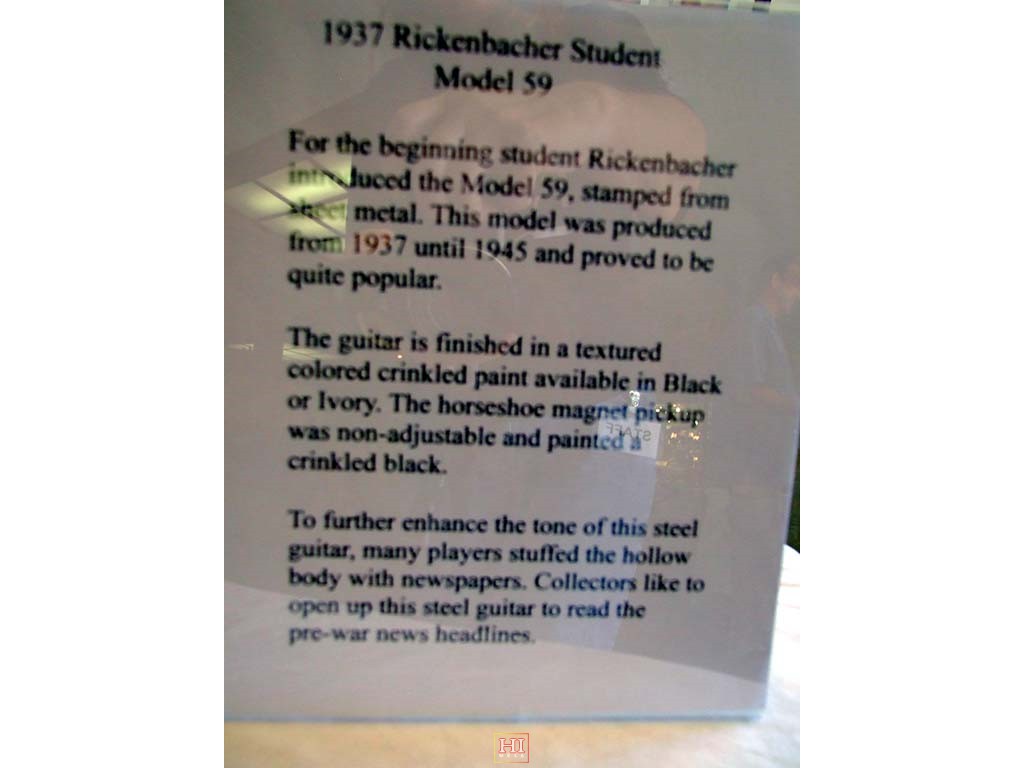 1937 Rickenbacher Student
Model 59
For the beginning student Rickenbacher
introduced the Model 59, stamped from
sheet metal. This model was produced
from 1937 until 1945 and proved to be
quite popular.
The guitar is finished in a textured
colored crinkled paint available in Black
or Ivory. The horseshoe magnet pickup
was non-adjustable and painted a
crinkled black.
STAFF
To further enhance the tone of this steel
guitar, many players stuffed the hollow
body with newspapers. Collectors like to
open up this steel guitar to read the
pre-war news headlines.
HI